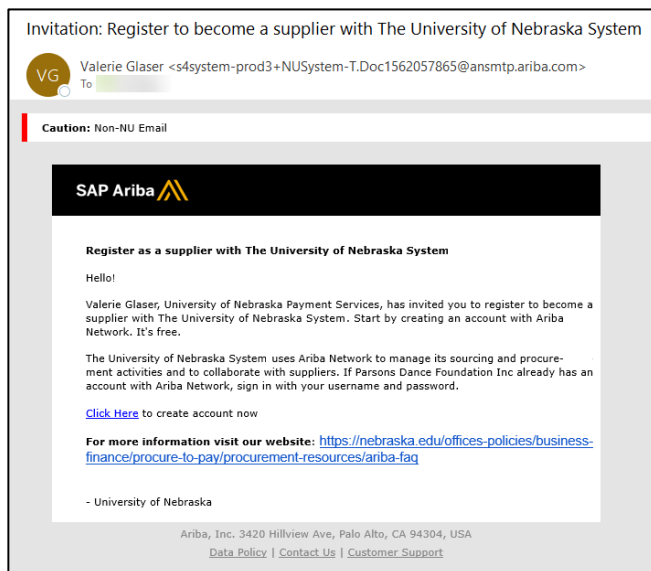 Invitation: Register to become a supplier with The University of Nebraska System
VG
Valerie Glaser <s4system-prod3+NUSystem-T.Doc1562057865@ansmtp.ariba.com>
To
Caution: Non-NU Email
SAP Ariba
Register as a supplier with The University of Nebraska System
Hello!
Valerie Glaser, University of Nebraska Payment Services, has invited you to register to become a
supplier with The University of Nebraska System. Start by creating an account with Ariba
Network. It's free.
The University of Nebraska System uses Ariba Network to manage its sourcing and procure-
ment activities and to collaborate with suppliers. If Parsons Dance Foundation Inc already has an
account with Ariba Network, sign in with your username and password.
Click Here to create account now
For more information visit our website: https://nebraska.edu/offices-policies/business-
finance/procure-to-pay/procurement-resources/ariba-faq
- University of Nebraska
Ariba, Inc. 3420 Hillview Ave, Palo Alto, CA 94304, USA
Data Policy | Contact Us | Customer Support